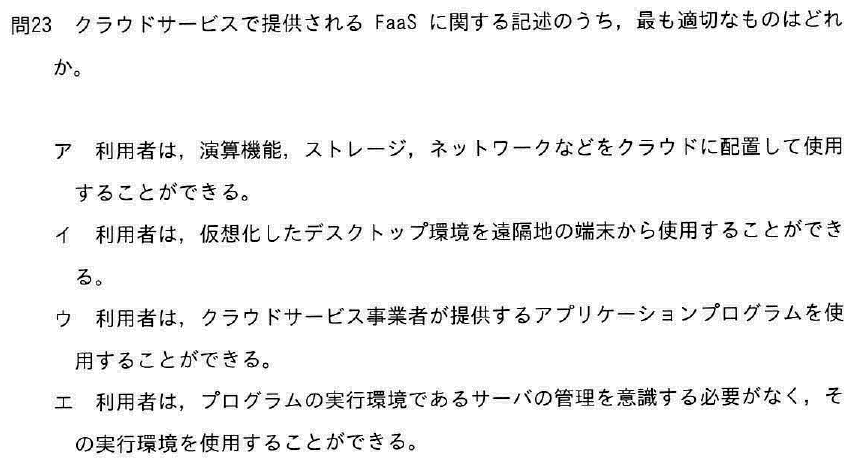 問23 クラウドサービスで提供される FaaS に関する記述のうち，最も適切なものはどれ
か。
ア 利用者は，演算機能，ストレージ，ネットワークなどをクラウドに配置して使用
することができる。
イ 利用者は，仮想化したデスクトップ環境を遠隔地の端末から使用することができ
る。
ウ 利用者は，クラウドサービス事業者が提供するアプリケーションプログラムを使
用することができる。
エ 利用者は，プログラムの実行環境であるサーバの管理を意識する必要がなく，そ
の実行環境を使用することができる。